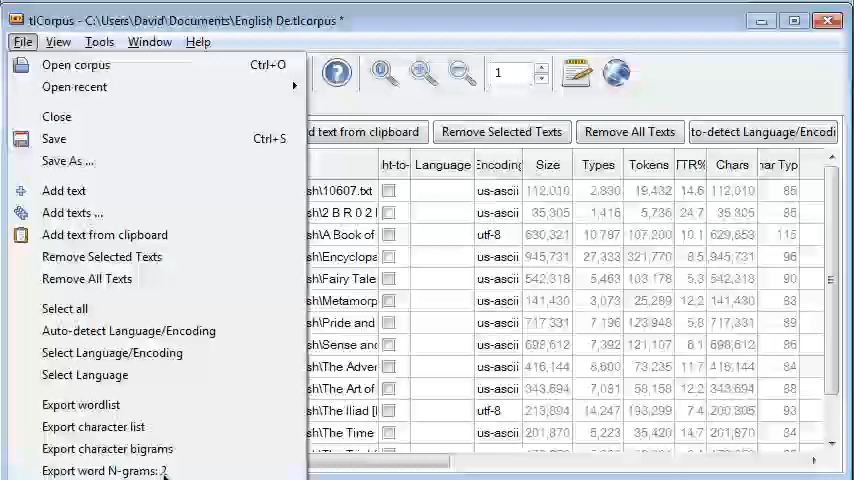 tlCorpus - C:\Users\David\Documents\English De:tlcorpus *
File View Tools Window Help
Open corpus Ctrl+O
Open recent
Close
Save Ctrl+S
Save As ...
Add text
Add texts ...
Add text from clipboard
Remove Selected Texts
Remove All Texts
Select all
Auto-detect Language/Encoding
Select Language/Encoding
Select Language
Export wordlist
Export character list
Export character bigrams
Export word N-grams: 2
1
d text from clipboard Remove Selected Texts Remove All Texts to-detect Language/Encodi
ht-to- Language Encoding Size Types Tokens TTR% Chars har Typ
sh\10607.txt us-ascii 112,010 2,830 19,432 14.6 112,010 85
sh\2 B R 0 2 us-ascii 35,305 1,416 5,736 24.7 35,305 65
sh\A Book of utf-8 630,321 10,797 107,200 10.1 629,653 115
sh\Encyclopa us-ascii 945,731 27,333 321,770 8.5 945,731 96
sh\Fairy Tale us-ascii 542,318 5,463 103,178 5.3 542,318 90
sh\Metamorp us-ascii 141,430 3,073 25,289 12.2 141,430 83
sh\Pride and us-ascii 717,331 7,196 123,948 5.8 717,331 89
sh\Sense and us-ascii 698,612 7,392 121,107 6.1 698,612 86
sh\The Adver us-ascii 416,144 8,600 73,235 11.7 416,144 84
sh\The Art of us-ascii 343,694 7,091 58,158 12.2 343,694 88
sh\The Iliad [I utf-8 14,247 7.4 93
sh\The Time us-ascii 201,870 5,223 35,420 14.7 201,870 84